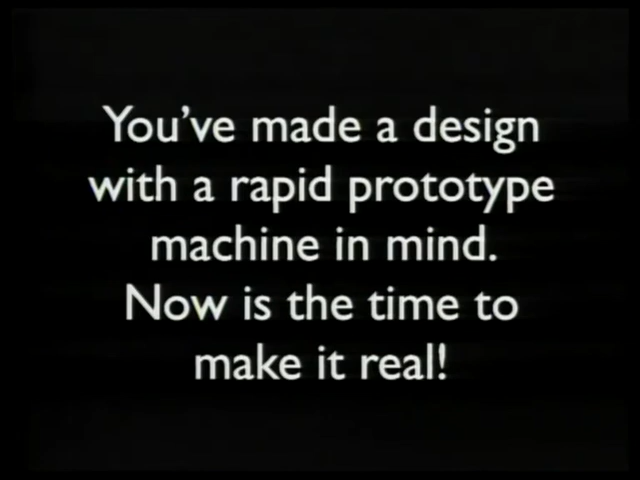 You've made a design
with a rapid prototype
machine in mind.
Now is the time to
make it real!